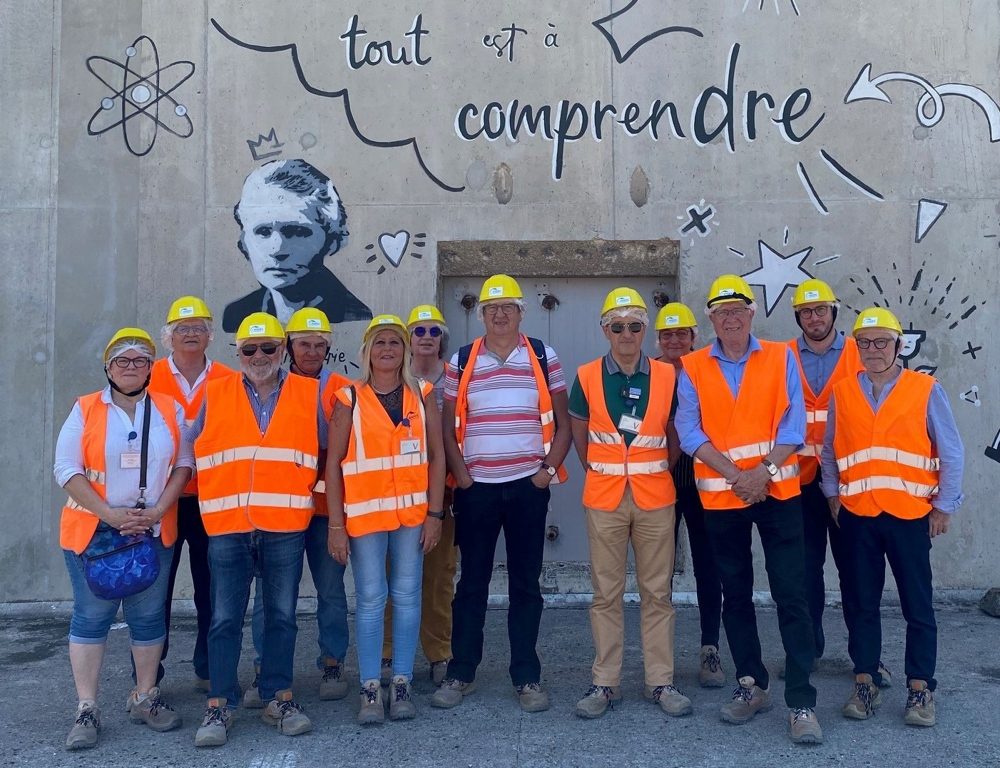 tout est à
comprendre
V
V